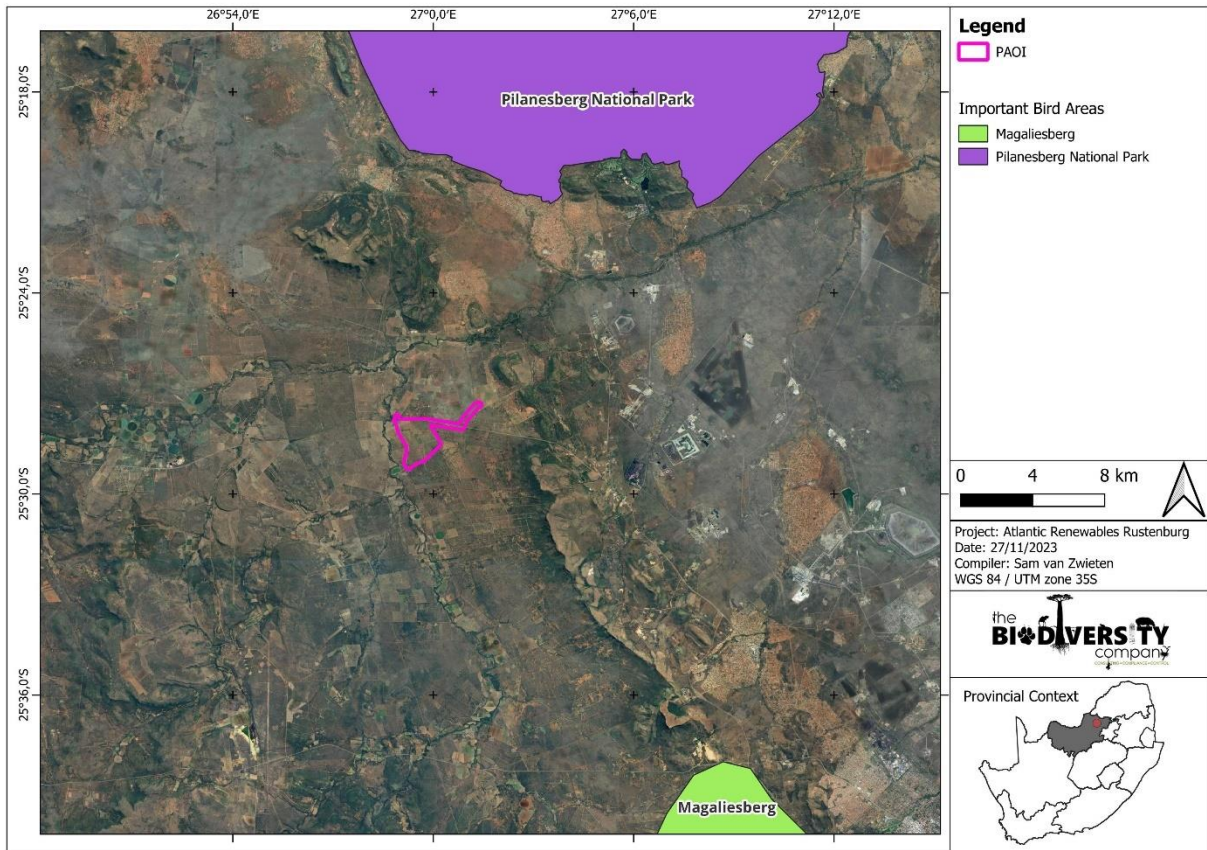 26°54,0'E
27°0,0'E
27°6,0'E
27°12,0'E
25°18,0'S
25°24,0'S
25°30,0'S
25°36,0'S
Pilanesberg National Park
Magaliesberg
Legend
PAOI
Important Bird Areas
Magaliesberg
Pilanesberg National Park
0 4 8 km
Project: Atlantic Renewables Rustenburg
Date: 27/11/2023
Compiler: Sam van Zwieten
WGS 84 / UTM zone 35S
the
BIODIVERSITY
company
Provincial Context